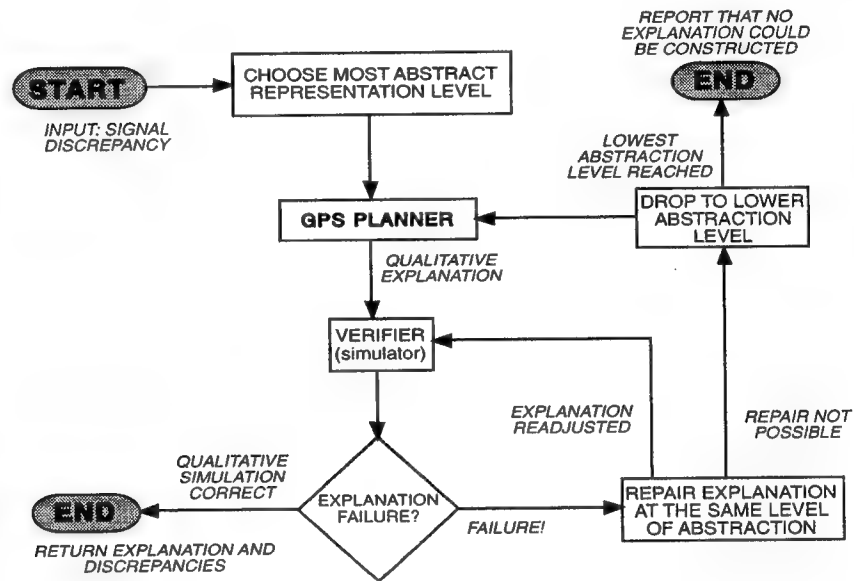 REPORT THAT NO
EXPLANATION COULD
BE CONSTRUCTED
START
CHOOSE MOST ABSTRACT
REPRESENTATION LEVEL
END
INPUT: SIGNAL
DISCREPANCY
LOWEST
ABSTRACTION
LEVEL REACHED
GPS PLANNER
DROP TO LOWER
ABSTRACTION
LEVEL
QUALITATIVE
EXPLANATION
VERIFIER
(simulator)
EXPLANATION
READJUSTED
REPAIR NOT
POSSIBLE
QUALITATIVE
SIMULATION
CORRECT
EXPLANATION
FAILURE?
REPAIR EXPLANATION
AT THE SAME LEVEL
OF ABSTRACTION
END
FAILURE!
RETURN EXPLANATION AND
DISCREPANCIES